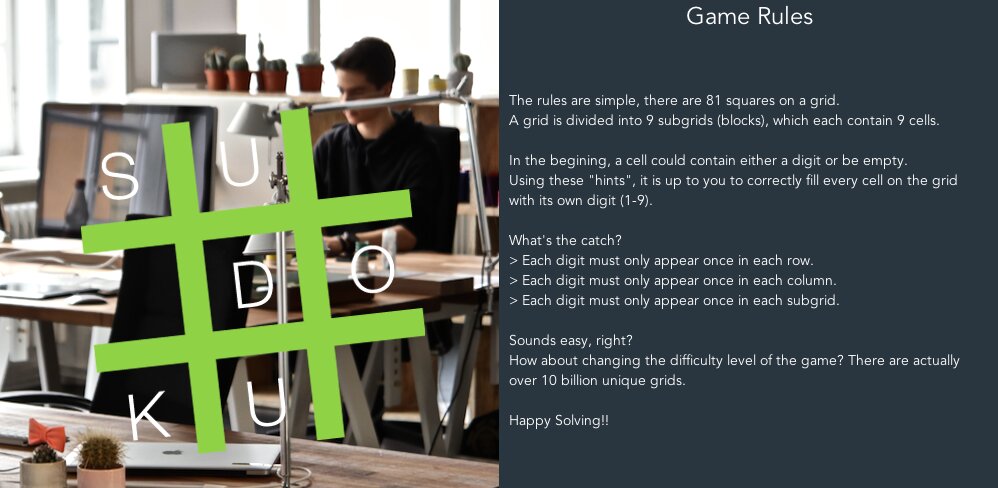 S U
D O
K U
Game Rules
The rules are simple, there are 81 squares on a grid.
A grid is divided into 9 subgrids (blocks), which each contain 9 cells.
In the begining, a cell could contain either a digit or be empty.
Using these "hints", it is up to you to correctly fill every cell on the grid
with its own digit (1-9).
What's the catch?
> Each digit must only appear once in each row.
> Each digit must only appear once in each column.
> Each digit must only appear once in each subgrid.
Sounds easy, right?
How about changing the difficulty level of the game? There are actually
over 10 billion unique grids.
Happy Solving!!